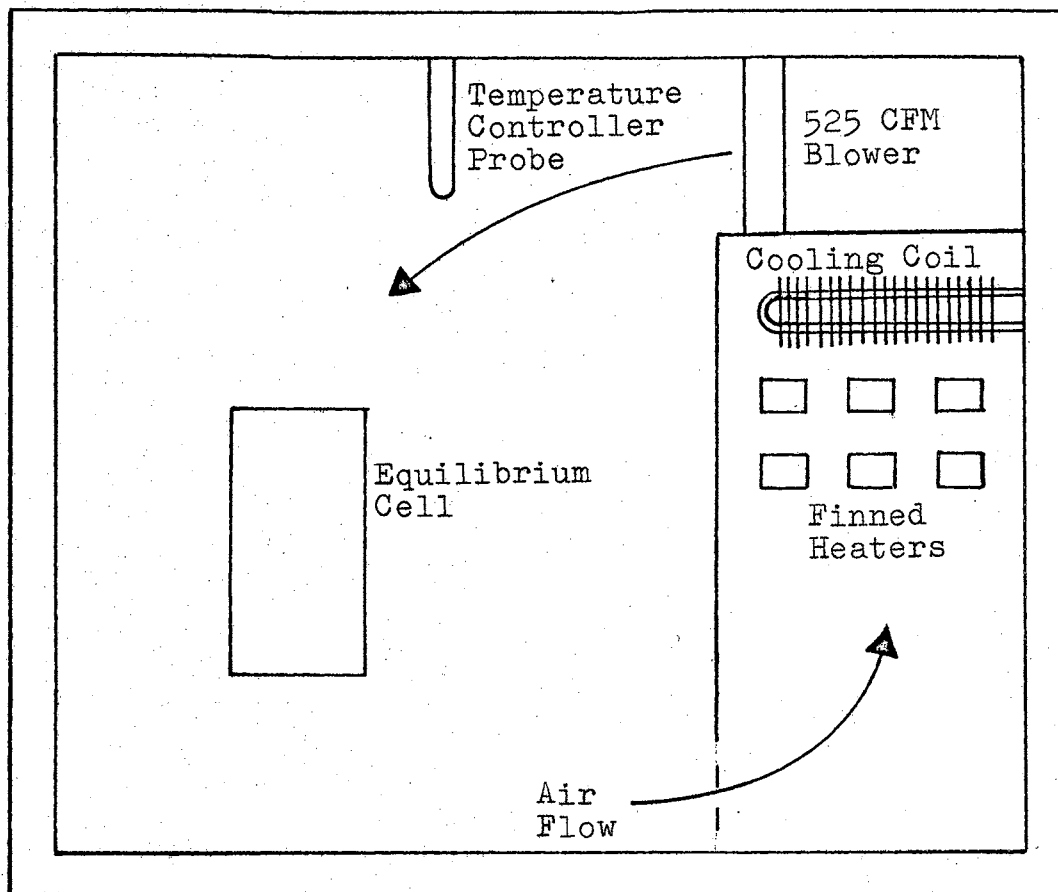 Temperature
Controller
Probe
525 CFM
Blower
Cooling Coil
Equilibrium
Cell
Finned
Heaters
Air
Flow